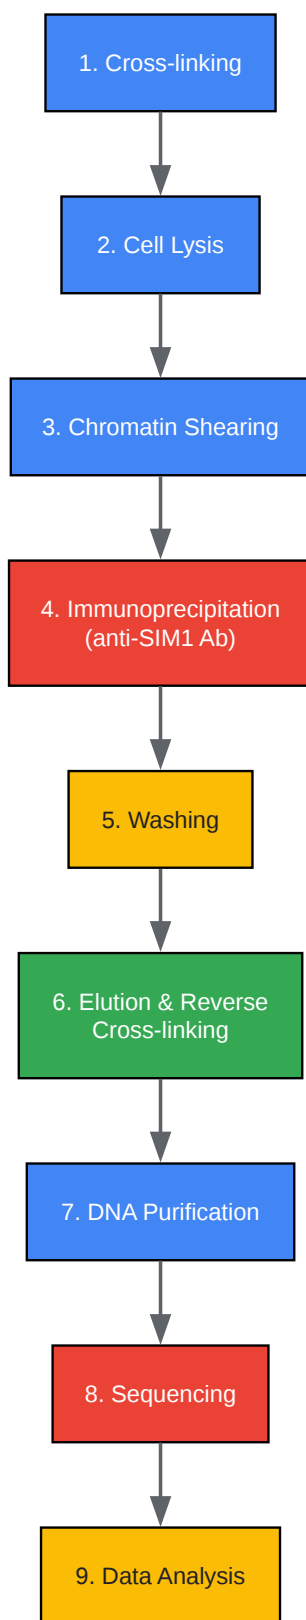 1. Cross-linking
2. Cell Lysis
3. Chromatin Shearing
4. Immunoprecipitation
(anti-SIM1 Ab)
5. Washing
6. Elution & Reverse
Cross-linking
7. DNA Purification
8. Sequencing
9. Data Analysis